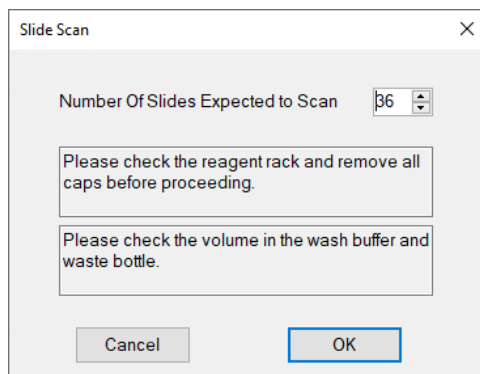 Slide Scan
Number Of Slides Expected to Scan 36
Please check the reagent rack and remove all
caps before proceeding.
Please check the volume in the wash buffer and
waste bottle.
Cancel OK